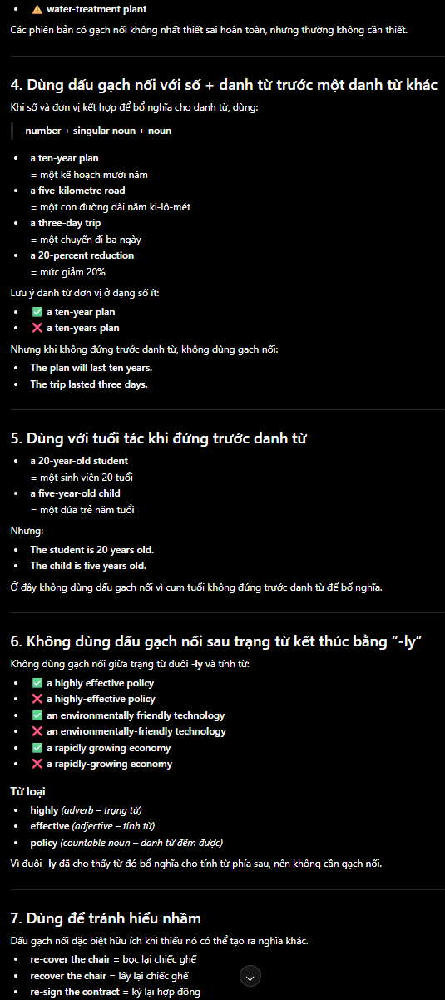 ⚠️ water-treatment plant
Các phiên bản có gạch nối không nhất thiết sai hoàn toàn, nhưng thường không cần thiết.
4. Dùng dấu gạch nối với số + danh từ trước một danh từ khác
Khi số và đơn vị kết hợp để bổ nghĩa cho danh từ, dùng:
number + singular noun + noun
a ten-year plan
= một kế hoạch mười năm
a five-kilometre road
= một con đường dài năm ki-lô-mét
a three-day trip
= một chuyến đi ba ngày
a 20-percent reduction
= mức giảm 20%
Lưu ý danh từ đơn vị ở dạng số ít:
✅ a ten-year plan
❌ a ten-years plan
Nhưng khi không đứng trước danh từ, không dùng gạch nối:
The plan will last ten years.
The trip lasted three days.
5. Dùng với tuổi tác khi đứng trước danh từ
a 20-year-old student
= một sinh viên 20 tuổi
a five-year-old child
= một đứa trẻ năm tuổi
Nhưng:
The student is 20 years old.
The child is five years old.
Ở đây không dùng dấu gạch nối vì cụm tuổi không đứng trước danh từ để bổ nghĩa.
6. Không dùng dấu gạch nối sau trạng từ kết thúc bằng “-ly”
Không dùng gạch nối giữa trạng từ đuôi -ly và tính từ:
✅ a highly effective policy
❌ a highly-effective policy
✅ an environmentally friendly technology
❌ an environmentally-friendly technology
✅ a rapidly growing economy
❌ a rapidly-growing economy
Từ loại
highly (adverb – trạng từ)
effective (adjective – tính từ)
policy (countable noun – danh từ đếm được)
Vì đuôi -ly đã cho thấy từ đó bổ nghĩa cho tính từ phía sau, nên không cần gạch nối.
7. Dùng để tránh hiểu nhầm
Dấu gạch nối đặc biệt hữu ích khi thiếu nó có thể tạo ra nghĩa khác.
re-cover the chair = bọc lại chiếc ghế
recover the chair = lấy lại chiếc ghế
re-sign the contract = ký lại hợp đồng